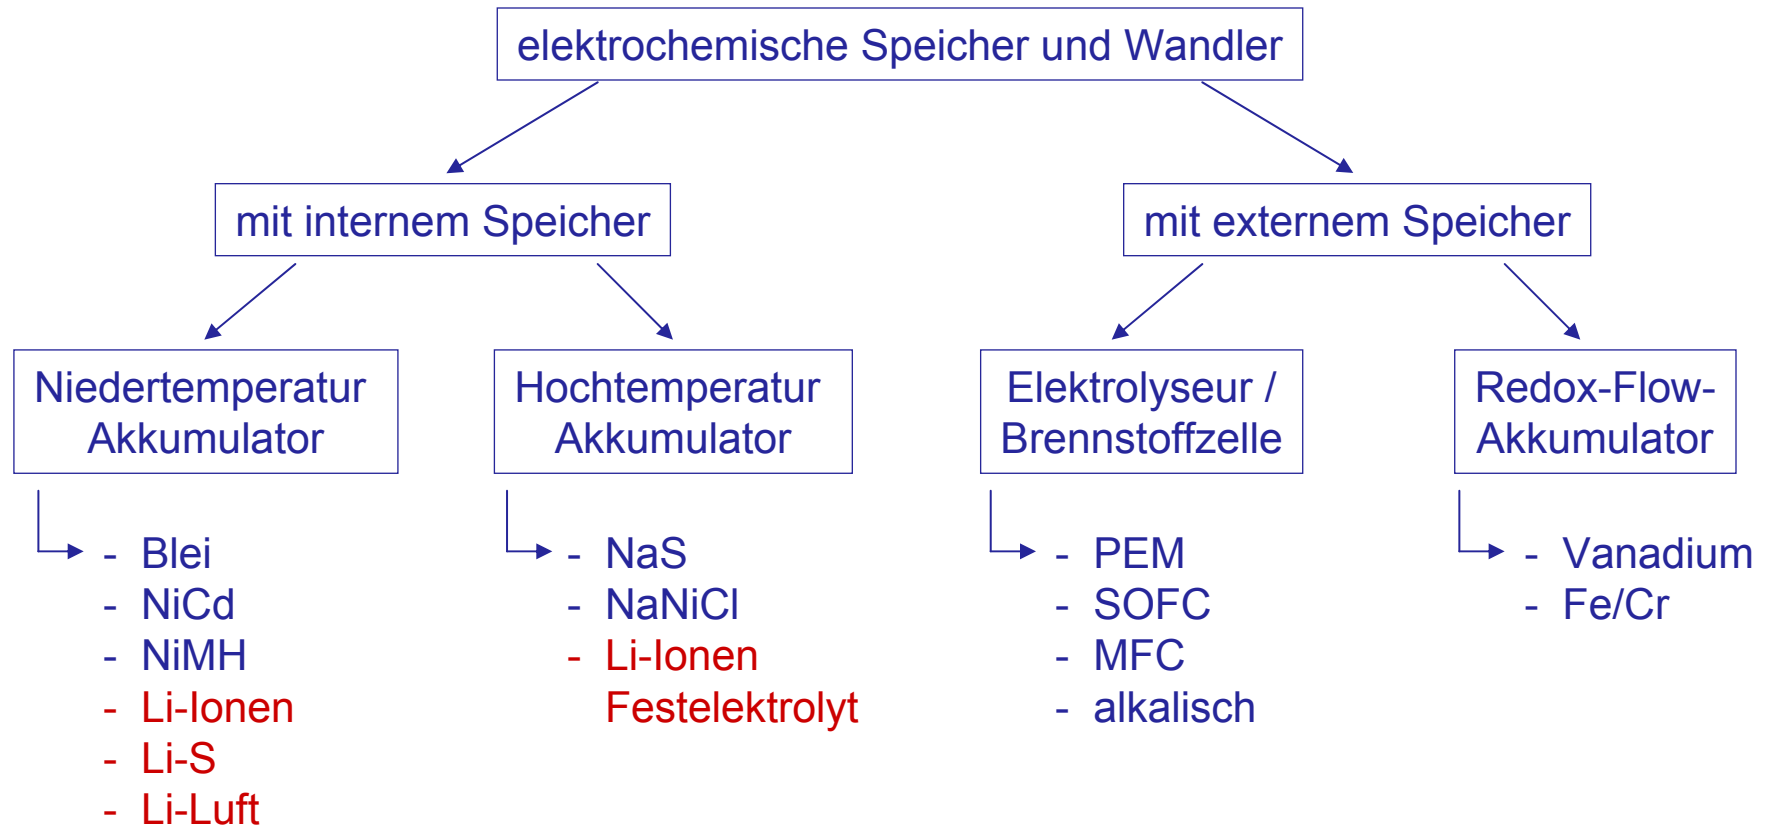 elektrochemische Speicher und Wandler
mit internem Speicher
mit externem Speicher
Niedertemperatur
Akkumulator
Hochtemperatur
Akkumulator
Elektrolyseur /
Brennstoffzelle
Redox-Flow-
Akkumulator
- Blei
- NiCd
- NiMH
- Li-Ionen
- Li-S
- Li-Luft
- NaS
- NaNiCl
- Li-Ionen
Festelektrolyt
- PEM
- SOFC
- MFC
- alkalisch
- Vanadium
- Fe/Cr